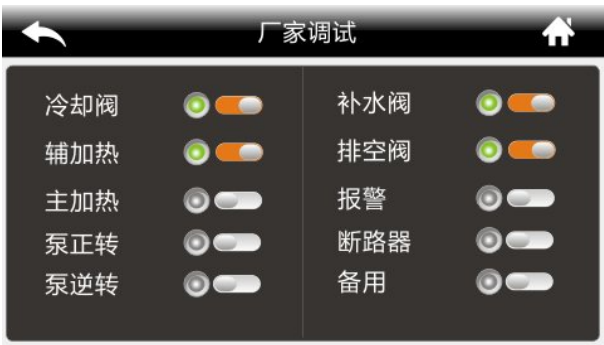 厂家调试
冷却阀 补水阀
辅加热 排空阀
主加热 报警
泵正转 断路器
泵逆转 备用